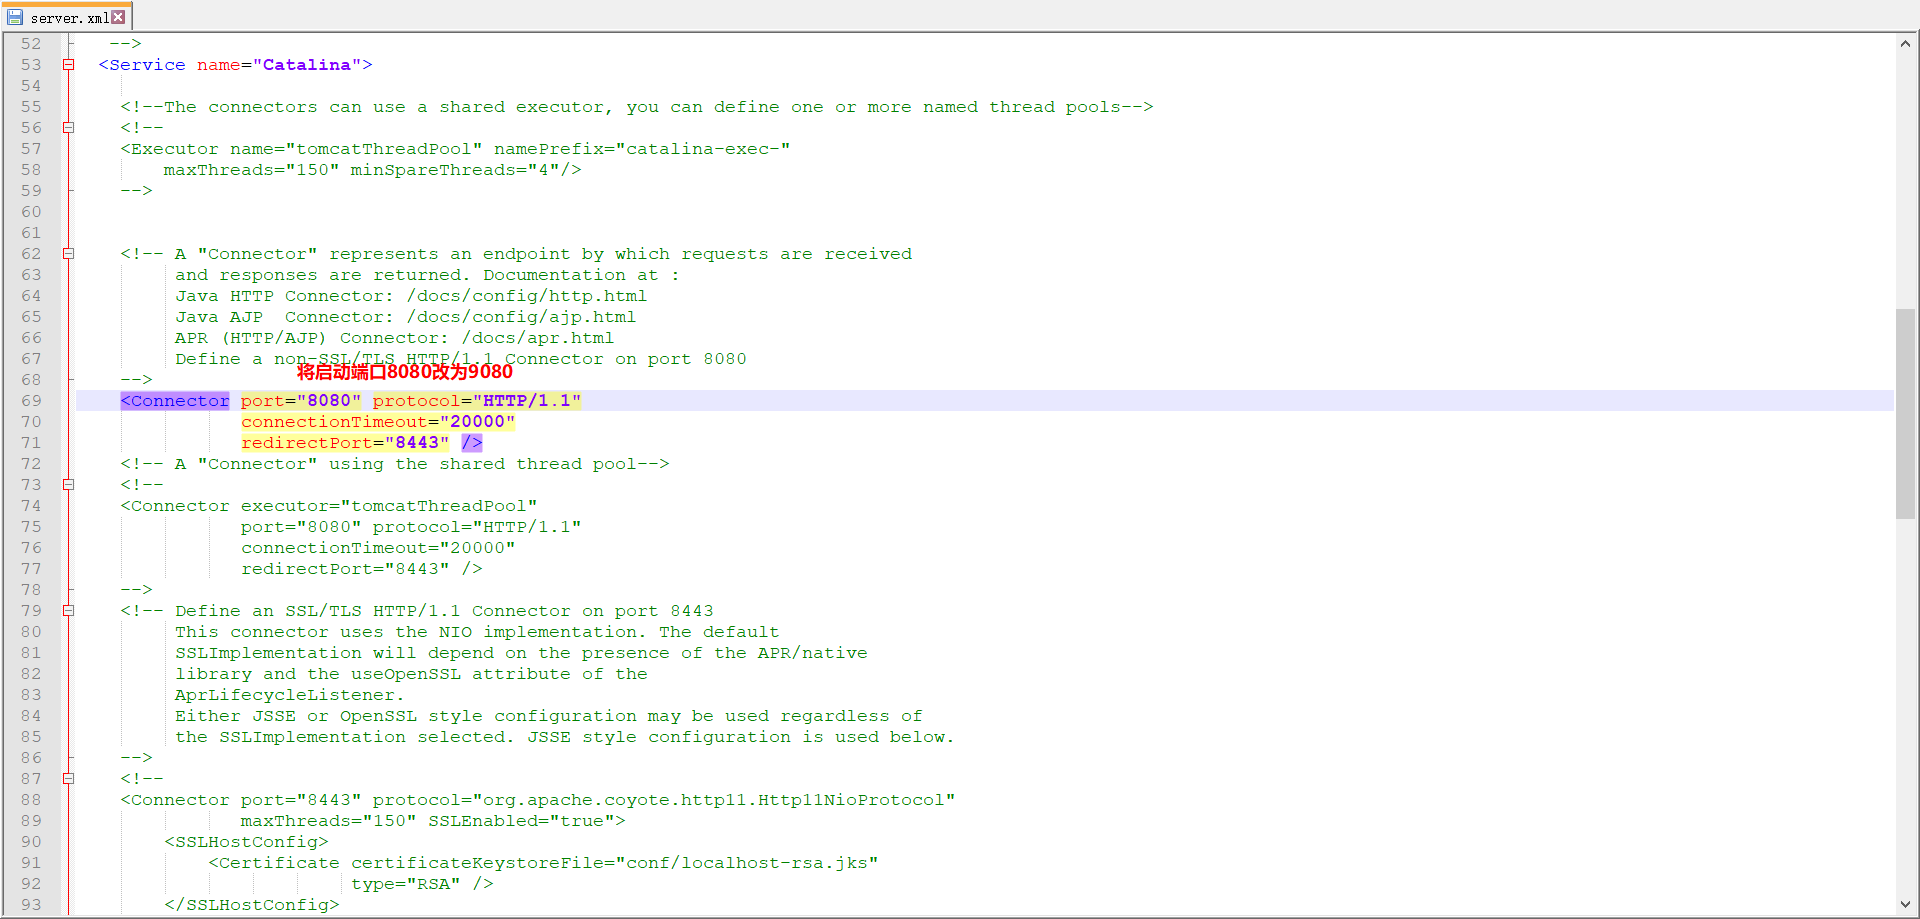 server.xml
52 -->
53 <Service name="Catalina">
54
55 <!--The connectors can use a shared executor, you can define one or more named thread pools-->
56 <!--
57 <Executor name="tomcatThreadPool" namePrefix="catalina-exec-"
58 maxThreads="150" minSpareThreads="4"/>
59 -->
60
61
62 <!-- A "Connector" represents an endpoint by which requests are received
63 and responses are returned. Documentation at :
64 Java HTTP Connector: /docs/config/http.html
65 Java AJP  Connector: /docs/config/ajp.html
66 APR (HTTP/AJP) Connector: /docs/apr.html
67 Define a non-SSL/TLS HTTP/1.1 Connector on port 8080
将启动端口8080改为9080
68 -->
69 <Connector port="8080" protocol="HTTP/1.1"
70 connectionTimeout="20000"
71 redirectPort="8443" />
72 <!-- A "Connector" using the shared thread pool-->
73 <!--
74 <Connector executor="tomcatThreadPool"
75 port="8080" protocol="HTTP/1.1"
76 connectionTimeout="20000"
77 redirectPort="8443" />
78 -->
79 <!-- Define an SSL/TLS HTTP/1.1 Connector on port 8443
80 This connector uses the NIO implementation. The default
81 SSLImplementation will depend on the presence of the APR/native
82 library and the useOpenSSL attribute of the
83 AprLifecycleListener.
84 Either JSSE or OpenSSL style configuration may be used regardless of
85 the SSLImplementation selected. JSSE style configuration is used below.
86 -->
87 <!--
88 <Connector port="8443" protocol="org.apache.coyote.http11.Http11NioProtocol"
89 maxThreads="150" SSLEnabled="true">
90 <SSLHostConfig>
91 <Certificate certificateKeystoreFile="conf/localhost-rsa.jks"
92 type="RSA" />
93 </SSLHostConfig>